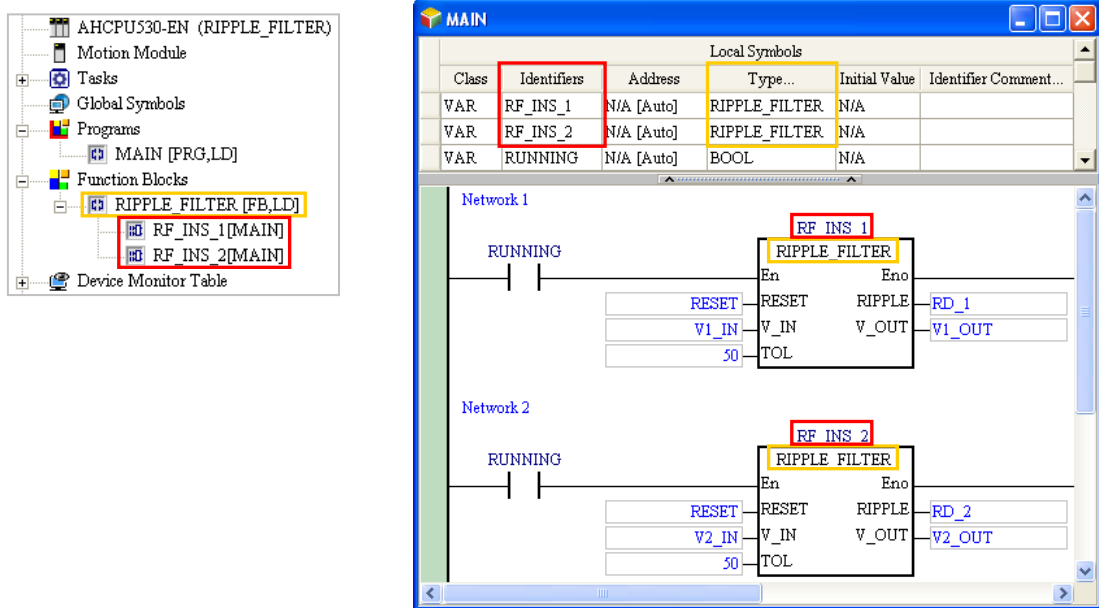 AHCPU530-EN (RIPPLE_FILTER)
Motion Module
Tasks
Global Symbols
Programs
MAIN [PRG,LD]
Function Blocks
RIPPLE_FILTER [FB,LD]
RF_INS_1[MAIN]
RF_INS_2[MAIN]
Device Monitor Table
MAIN
Local Symbols
Class Identifiers Address Type... Initial Value Identifier Comment...
VAR RF_INS_1 N/A [Auto] RIPPLE_FILTER N/A
VAR RF_INS_2 N/A [Auto] RIPPLE_FILTER N/A
VAR RUNNING N/A [Auto] BOOL N/A
Network 1
RF_INS_1
RUNNING RIPPLE_FILTER
En Eno
RESET RESET RIPPLE RD_1
V1_IN V_IN V_OUT V1_OUT
50 TOL
Network 2
RF_INS_2
RUNNING RIPPLE_FILTER
En Eno
RESET RESET RIPPLE RD_2
V2_IN V_IN V_OUT V2_OUT
50 TOL